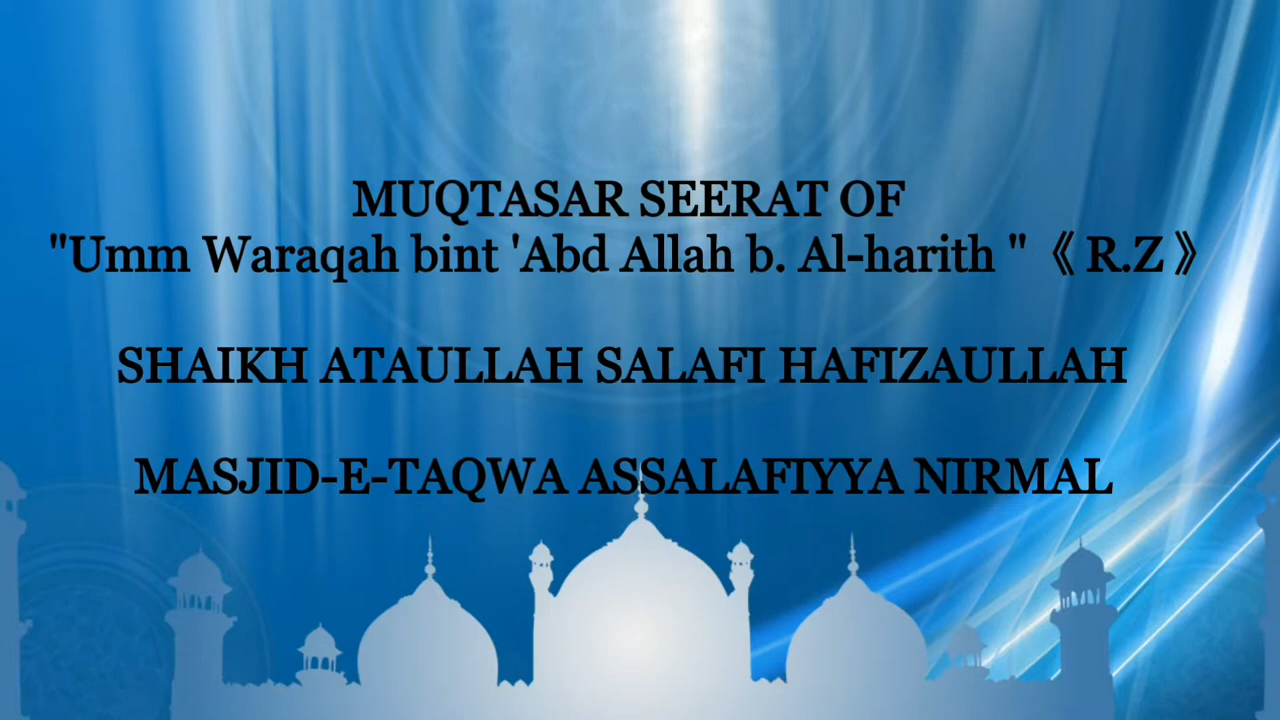 MUQTASAR SEERAT OF
"Umm Waraqah bint 'Abd Allah b. Al-harith "《 R.Z 》
SHAIKH ATAULLAH SALAFI HAFIZAULLAH
MASJID-E-TAQWA ASSALAFIYYA NIRMAL